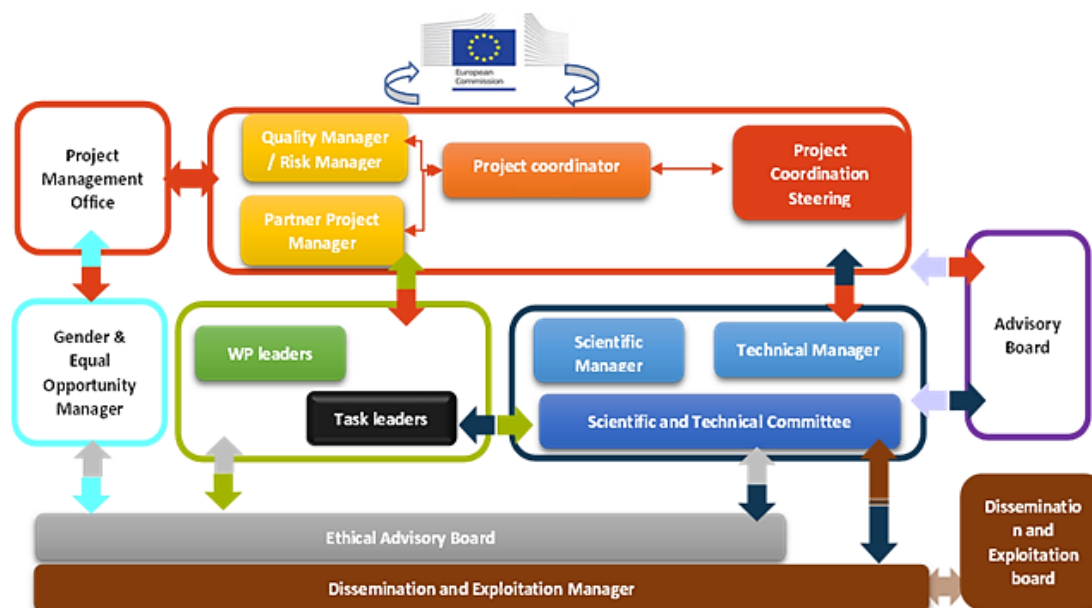 European
Commission
Project
Management
Office
Quality Manager
/ Risk Manager
Project coordinator
Project
Coordination
Steering
Partner Project
Manager
Gender &
Equal
Opportunity
Manager
WP leaders
Task leaders
Scientific
Manager
Technical Manager
Scientific and Technical Committee
Advisory
Board
Ethical Advisory Board
Dissemination and Exploitation Manager
Disseminatio
n and
Exploitation
board